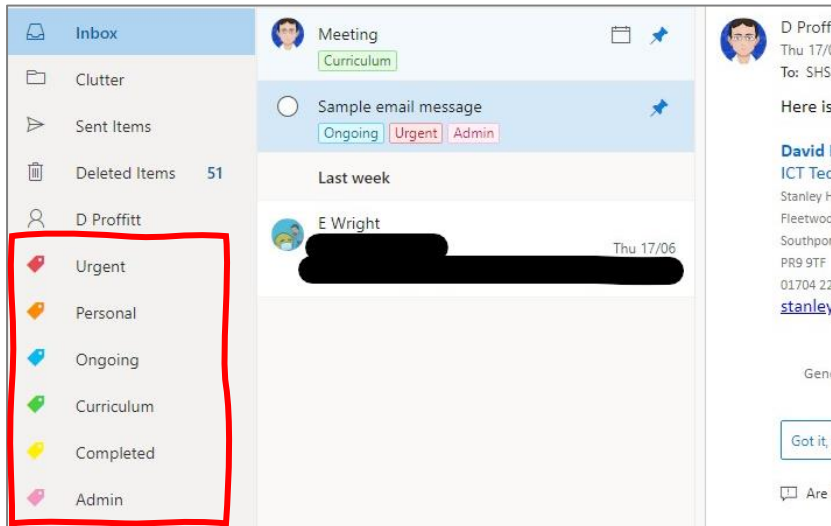 Inbox
Clutter
Sent Items
Deleted Items 51
D Proffitt
Urgent
Personal
Ongoing
Curriculum
Completed
Admin
Meeting
Curriculum
Sample email message
Ongoing Urgent Admin
Last week
E Wright
Thu 17/06
D Proff
Thu 17/0
To: SHS
Here is
David
ICT Tec
Stanley H
Fleetwoo
Southpor
PR9 9TF
01704 22
stanley
Gen
Got it,
Are